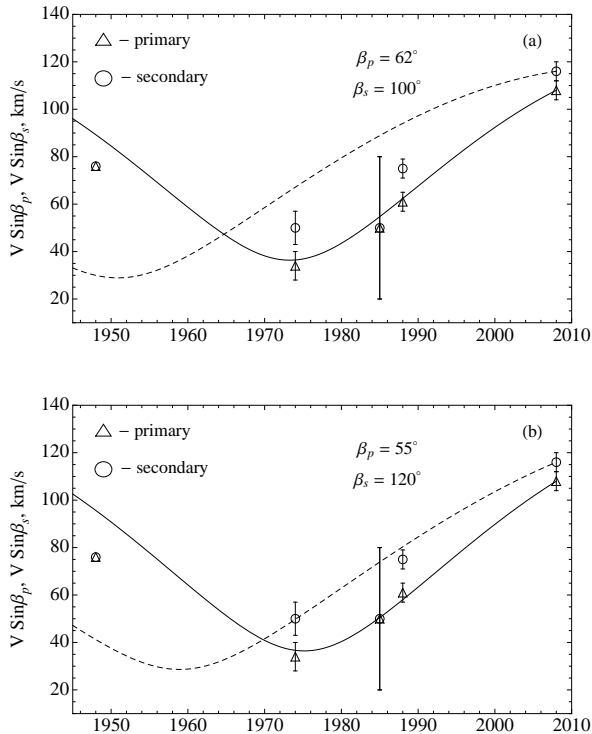 140
120
100
80
60
40
20
V Sinβp, V Sinβs, km/s
△ – primary
○ – secondary
(a)
βp = 62°
βs = 100°
1950 1960 1970 1980 1990 2000 2010
140
120
100
80
60
40
20
V Sinβp, V Sinβs, km/s
– primary
– secondary
(b)
βp = 55°
βs = 120°
1950 1960 1970 1980 1990 2000 2010